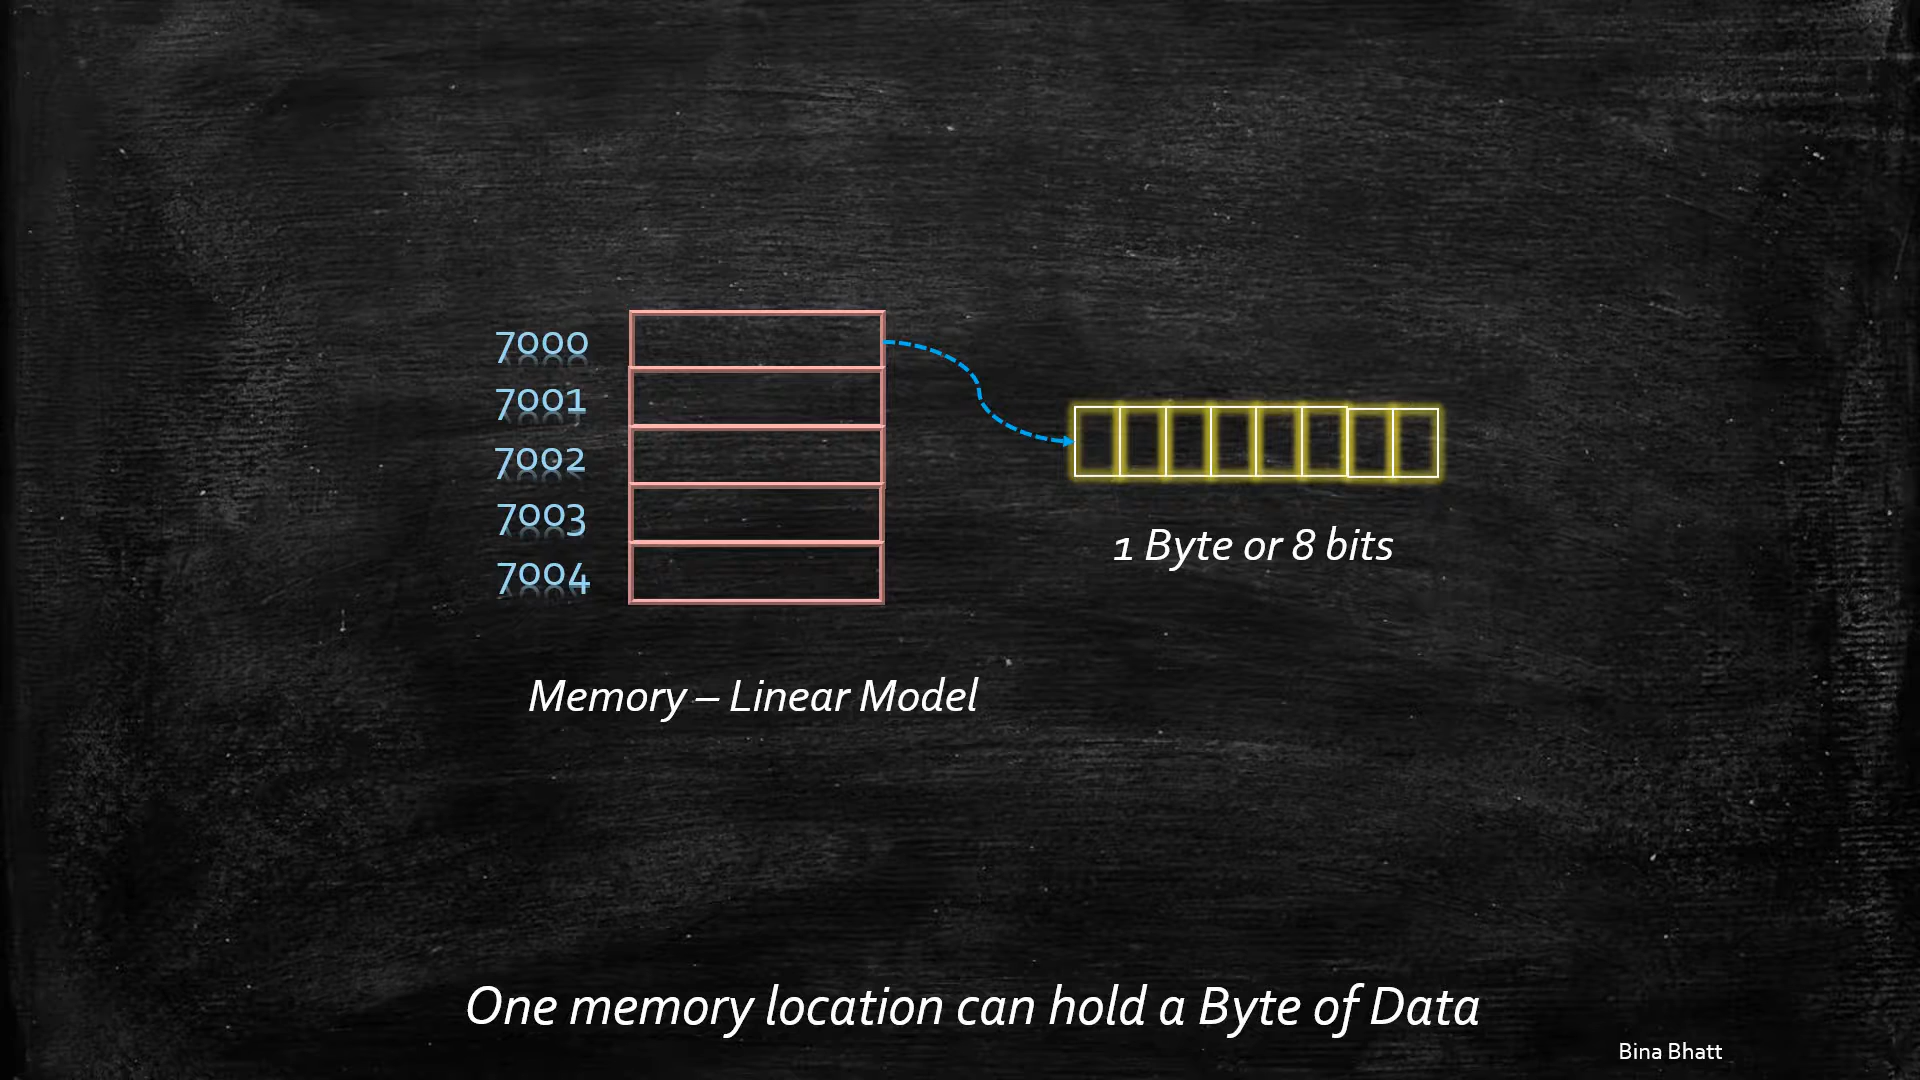 7000
7001
7002
7003
7004
1 Byte or 8 bits
Memory – Linear Model
One memory location can hold a Byte of Data
Bina Bhatt